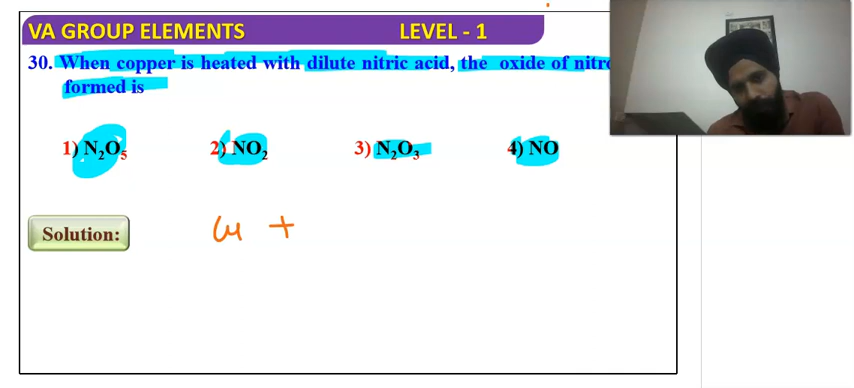 VA GROUP ELEMENTS LEVEL - 1
30. When copper is heated with dilute nitric acid, the oxide of nitro
formed is
1) N₂O₅ 2) NO₂ 3) N₂O₃ 4) NO
Solution: Cu +